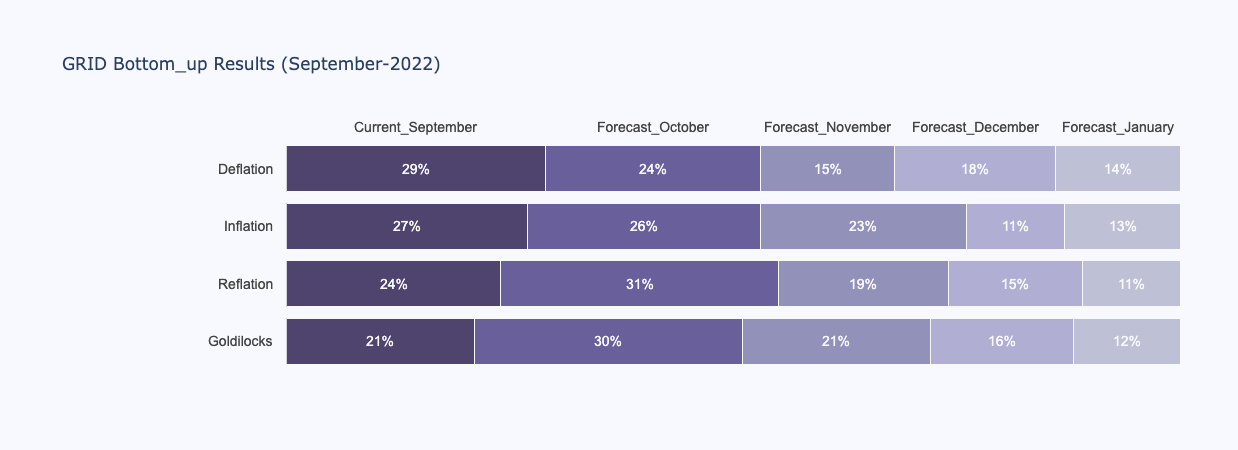 GRID Bottom_up Results (September-2022)
Current_September Forecast_October Forecast_November Forecast_December Forecast_January
Deflation 29% 24% 15% 18% 14%
Inflation 27% 26% 23% 11% 13%
Reflation 24% 31% 19% 15% 11%
Goldilocks 21% 30% 21% 16% 12%